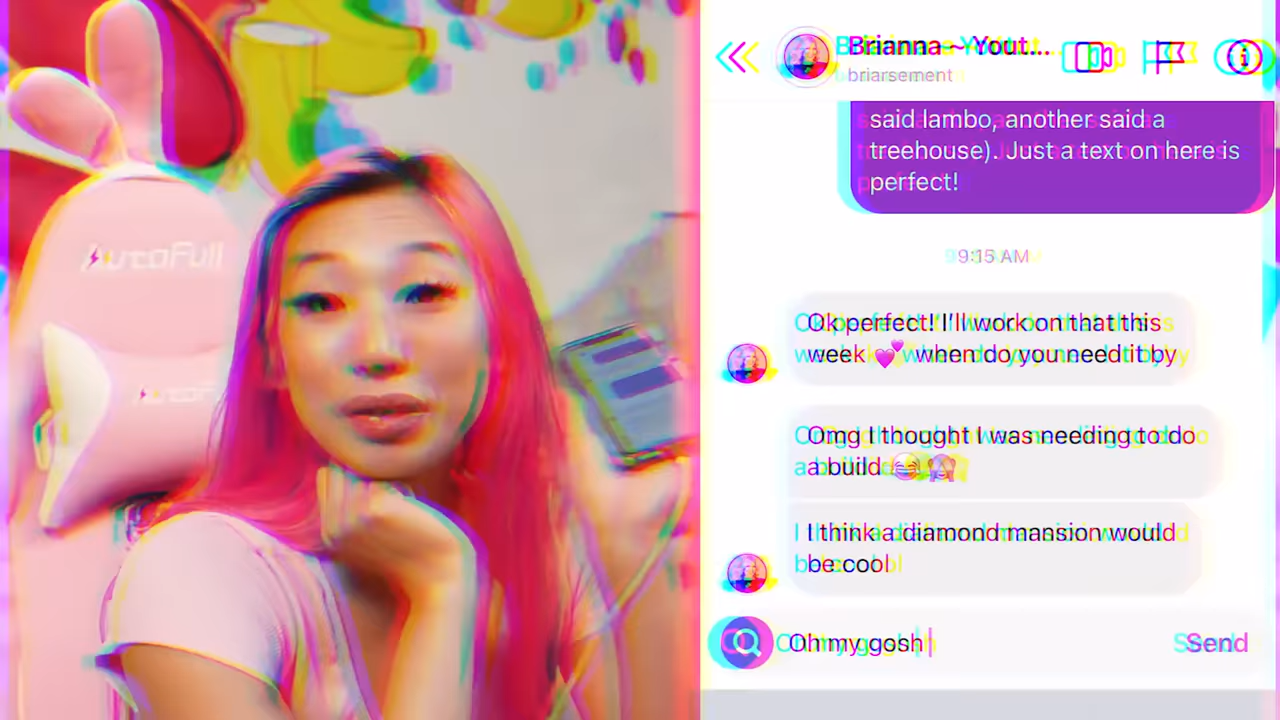 AutoFull
Brianna ~ Yout...
briarsement
said lambo, another said a
treehouse). Just a text on here is
perfect!
9:15 AM
Ok perfect! I'll work on that this
week 💞 when do you need it by
Omg I thought I was needing to do
a build 😂🙈
I think a diamond mansion would
be cool
Oh my gosh
Send